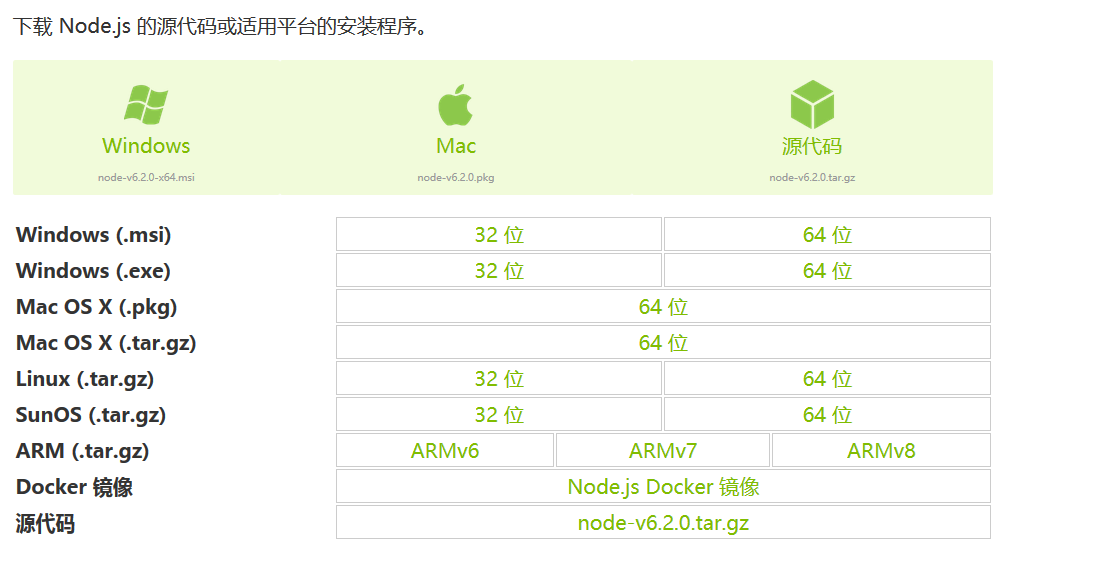 下载 Node.js 的源代码或适用平台的安装程序。
Windows Mac 源代码
node-v6.2.0-x64.msi node-v6.2.0.pkg node-v6.2.0.tar.gz
Windows (.msi) 32 位 64 位
Windows (.exe) 32 位 64 位
Mac OS X (.pkg) 64 位
Mac OS X (.tar.gz) 64 位
Linux (.tar.gz) 32 位 64 位
SunOS (.tar.gz) 32 位 64 位
ARM (.tar.gz) ARMv6 ARMv7 ARMv8
Docker 镜像 Node.js Docker 镜像
源代码 node-v6.2.0.tar.gz